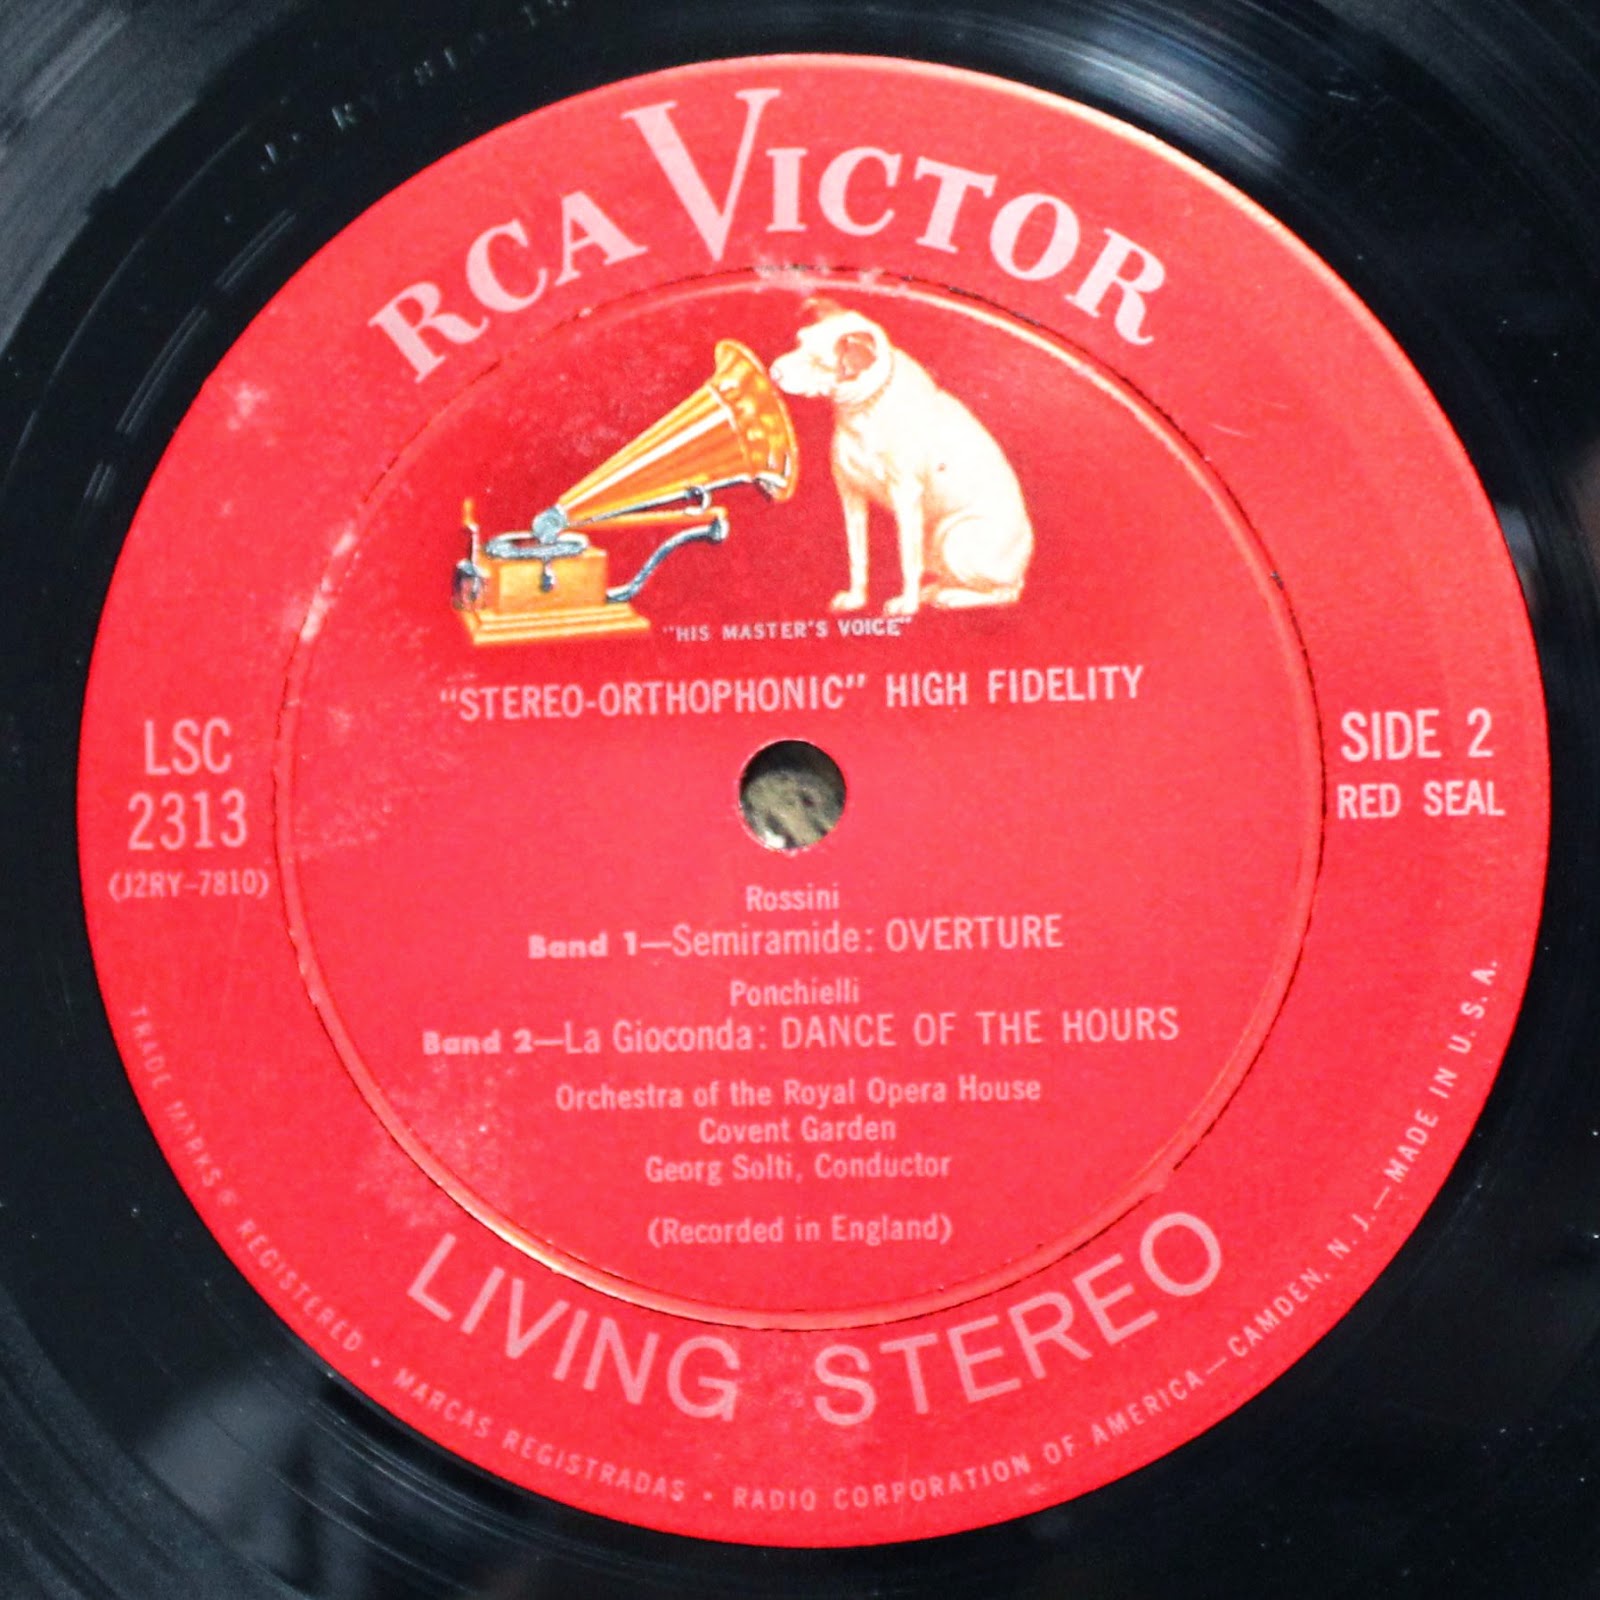 RCA VICTOR
"HIS MASTER'S VOICE"
"STEREO-ORTHOPHONIC" HIGH FIDELITY
LSC
2313
(J2RY-7810)
SIDE 2
RED SEAL
Rossini
Band 1—Semiramide: OVERTURE
Ponchielli
Band 2—La Gioconda: DANCE OF THE HOURS
Orchestra of the Royal Opera House
Covent Garden
Georg Solti, Conductor
(Recorded in England)
LIVING STEREO
TRADE MARKS ® REGISTERED • MARCAS REGISTRADAS • RADIO CORPORATION OF AMERICA—CAMDEN, N. J.—MADE IN U. S. A.